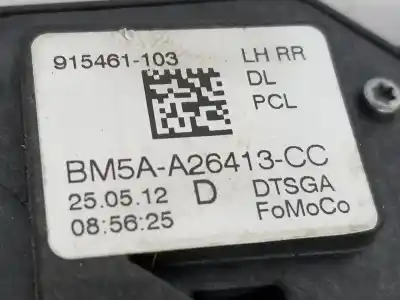 915461-103
LH RR
DL
PCL
BM5A-A26413-CC
25.05.12 D DTSGA
08:56:25 FoMoCo